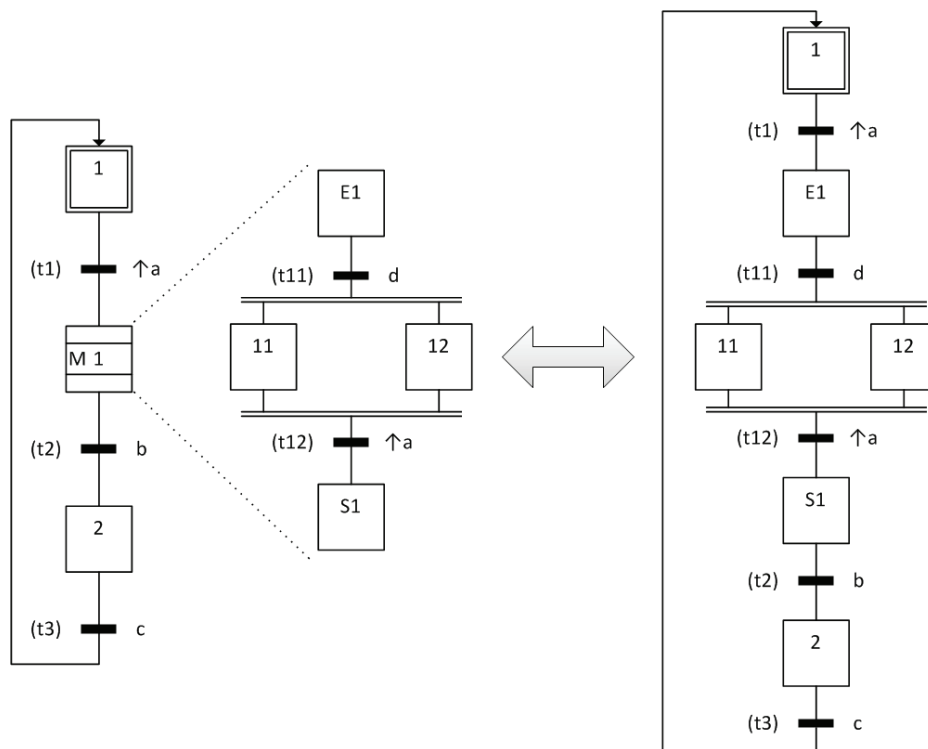 1
(t1) ↑a
M 1
(t2) b
2
(t3) c
E1
(t11) d
11 12
(t12) ↑a
S1
1
(t1) ↑a
E1
(t11) d
11 12
(t12) ↑a
S1
(t2) b
2
(t3) c